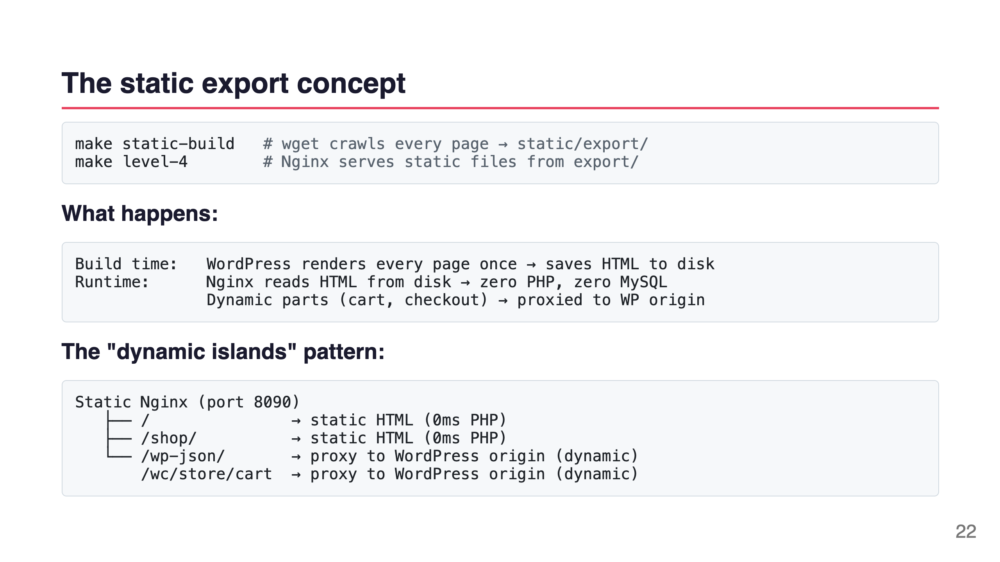 The static export concept
make static-build   # wget crawls every page → static/export/
make level-4        # Nginx serves static files from export/
What happens:
Build time:   WordPress renders every page once → saves HTML to disk
Runtime:      Nginx reads HTML from disk → zero PHP, zero MySQL
              Dynamic parts (cart, checkout) → proxied to WP origin
The "dynamic islands" pattern:
Static Nginx (port 8090)
   ├── /               → static HTML (0ms PHP)
   ├── /shop/          → static HTML (0ms PHP)
   └── /wp-json/       → proxy to WordPress origin (dynamic)
       /wc/store/cart  → proxy to WordPress origin (dynamic)
22